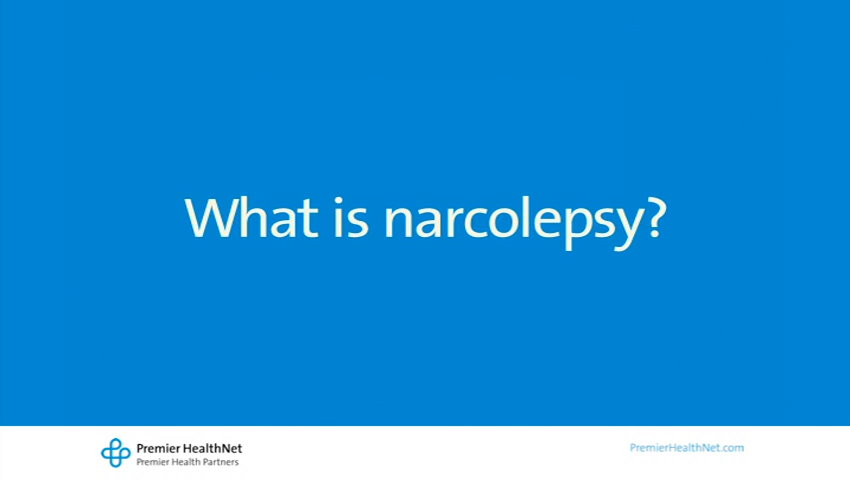 What is narcolepsy?
Premier HealthNet
Premier Health Partners
PremierHealthNet.com